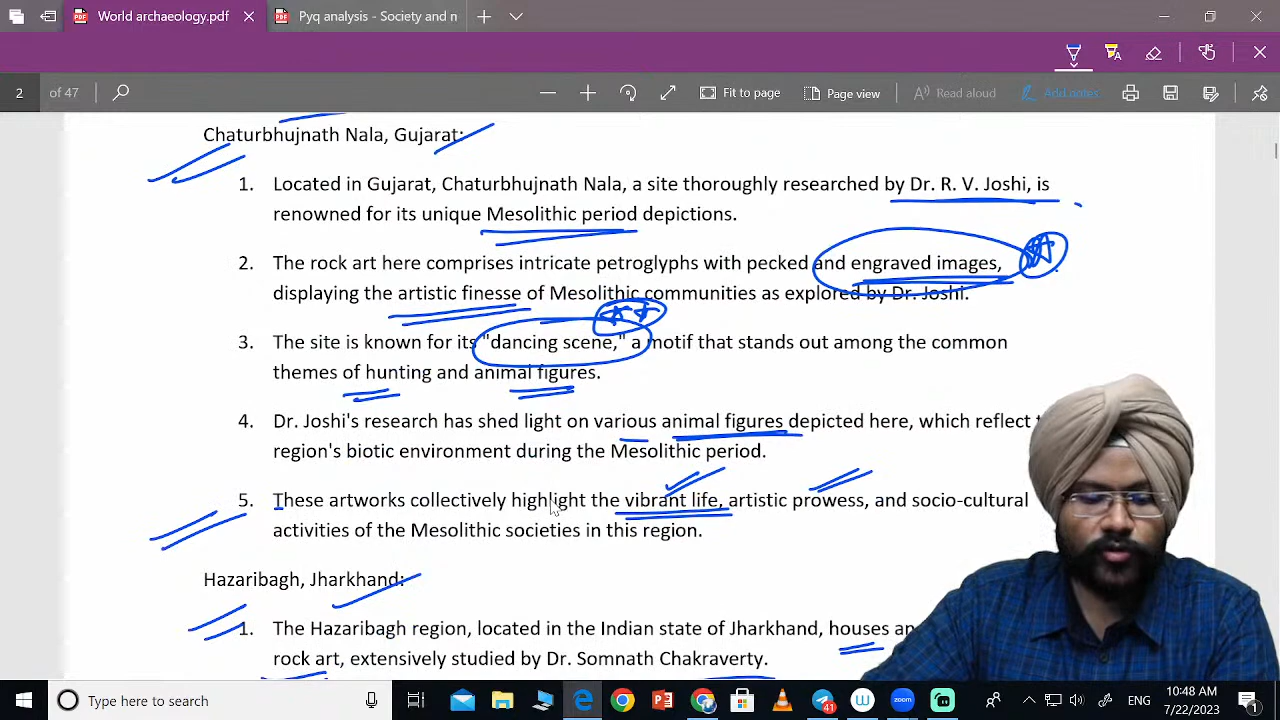 World archaeology.pdf
Pyq analysis - Society and n
2
of 47
Fit to page
Page view
Read aloud
Add notes
Chaturbhujnath Nala, Gujarat:
1. Located in Gujarat, Chaturbhujnath Nala, a site thoroughly researched by Dr. R. V. Joshi, is
renowned for its unique Mesolithic period depictions.
2. The rock art here comprises intricate petroglyphs with pecked and engraved images,
displaying the artistic finesse of Mesolithic communities as explored by Dr. Joshi.
3. The site is known for its "dancing scene," a motif that stands out among the common
themes of hunting and animal figures.
4. Dr. Joshi's research has shed light on various animal figures depicted here, which reflect
region's biotic environment during the Mesolithic period.
5. These artworks collectively highlight the vibrant life, artistic prowess, and socio-cultural
activities of the Mesolithic societies in this region.
Hazaribagh, Jharkhand:
1. The Hazaribagh region, located in the Indian state of Jharkhand, houses
rock art, extensively studied by Dr. Somnath Chakraverty.
Type here to search
41
zoom
ENG
10:48 AM
7/22/2023
1